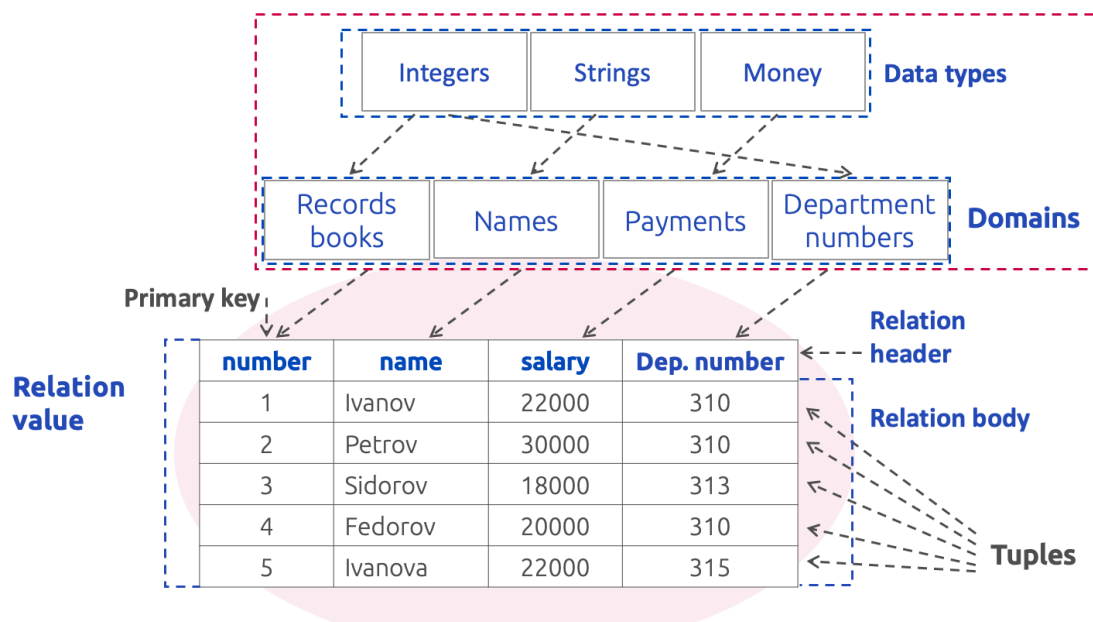 Integers Strings Money Data types
Records books Names Payments Department numbers Domains
Primary key
Relation header
number name salary Dep. number
Relation value
Relation body
1 Ivanov 22000 310
2 Petrov 30000 310
3 Sidorov 18000 313
4 Fedorov 20000 310
5 Ivanova 22000 315
Tuples